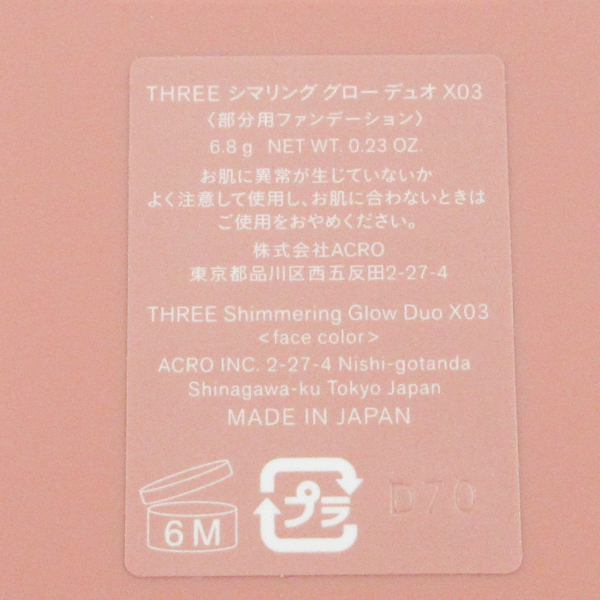 THREE シマリング グロー デュオ X03
〈部分用ファンデーション〉
6.8 g NET WT. 0.23 OZ.
お肌に異常が生じていないか
よく注意して使用し、お肌に合わないときは
ご使用をおやめください。
株式会社ACRO
東京都品川区西五反田2-27-4
THREE Shimmering Glow Duo X03
<face color>
ACRO INC. 2-27-4 Nishi-gotanda
Shinagawa-ku Tokyo Japan
MADE IN JAPAN
6M
プラ
D70